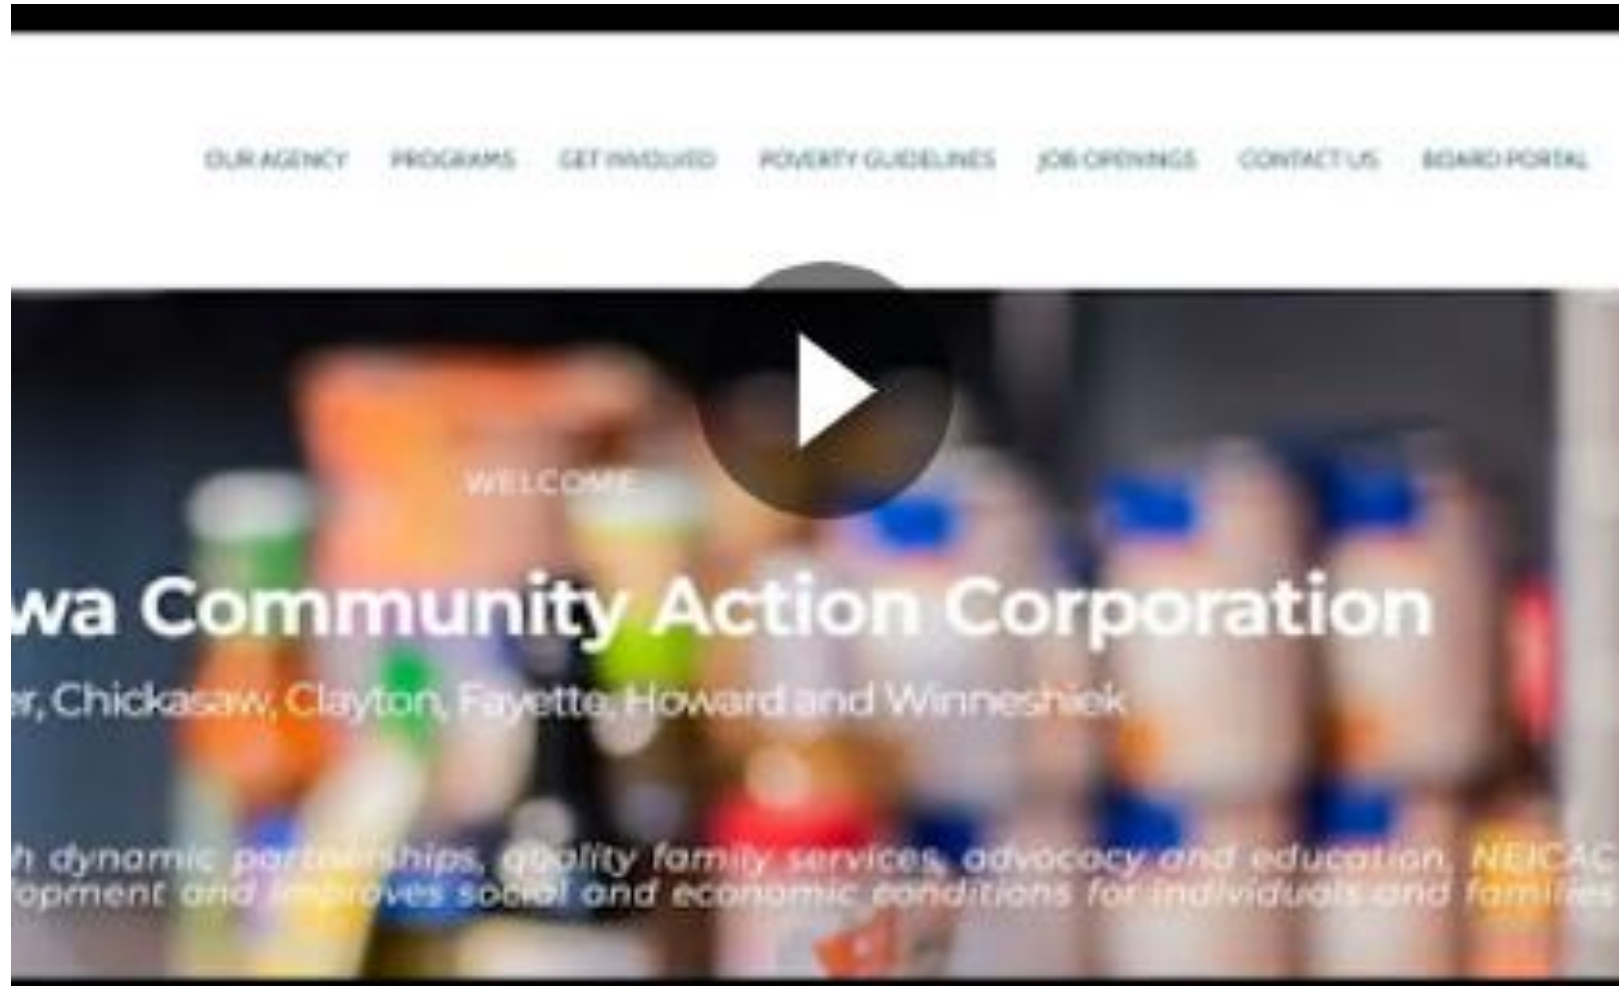 OUR AGENCY PROGRAMS GET INVOLVED POVERTY GUIDELINES JOB OPENINGS CONTACT US BOARD PORTAL
WELCOME
wa Community Action Corporation
er, Chickasaw, Clayton, Fayette, Howard and Winneshiek
h dynamic partnerships, quality family services, advocacy and education, NEICAC
opment and improves social and economic conditions for individuals and families